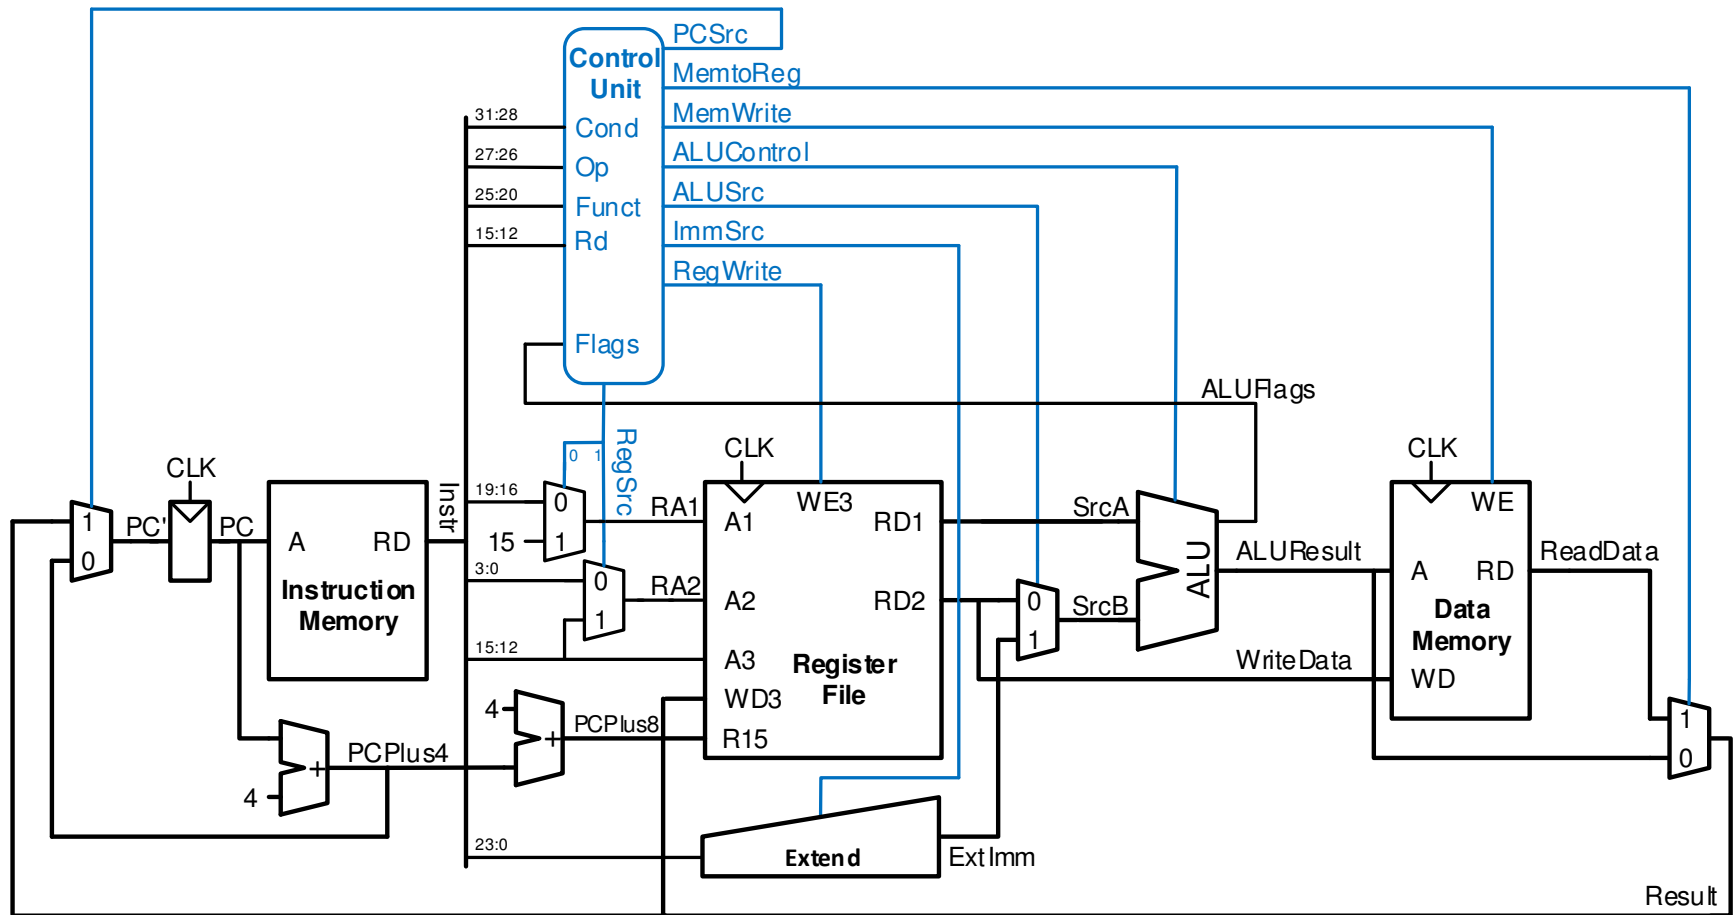 PCSrc
Control
Unit
MemtoReg
31:28
Cond
MemWrite
27:26
Op
ALUControl
25:20
Funct
ALUSrc
15:12
Rd
ImmSrc
RegWrite
Flags
ALUFlags
RegSrc
0 1
CLK
CLK
CLK
Instr
19:16
0
RA1
A1
WE3
RD1
SrcA
WE
1
PC'
PC
A
RD
15
1
ALU
ALUResult
A
RD
ReadData
0
3:0
0
Instruction
Memory
RA2
A2
RD2
0
SrcB
Data
Memory
1
1
15:12
A3
Register
File
WriteData
WD
WD3
4
PCPlus8
R15
+
1
0
PCPlus4
+
4
23:0
Extend
ExtImm
Result